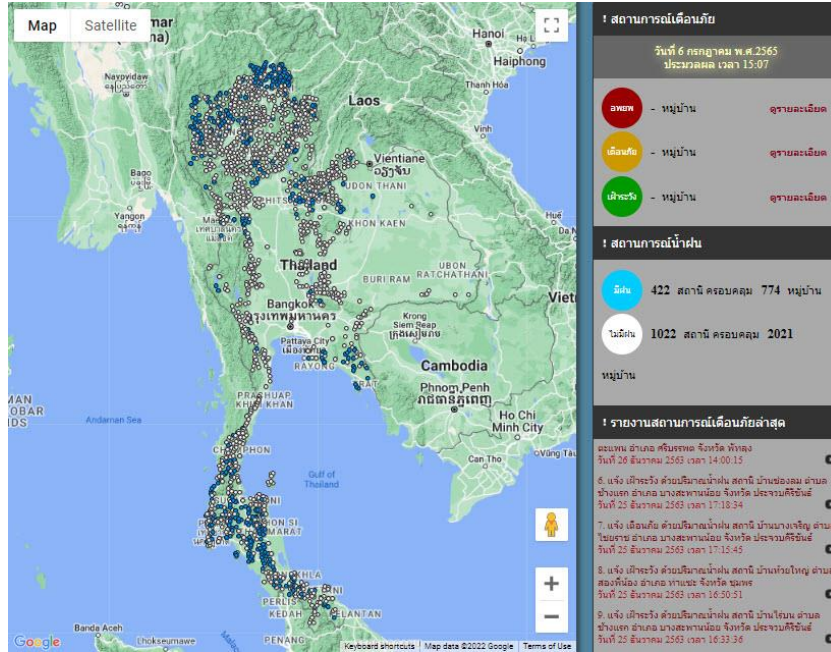 Map
Satellite
Nay Pyidaw
Hanoi
Haiphong
Thanh Hóa
Laos
Vinh
Vientiane
ວຽງຈັນ
UDON THANI
Bago
Yangon
KHON KAEN
Huế
Thailand
UBON
RATCHATHANI
BURI RAM
Bangkok
กรุงเทพมหานคร
Krong
Siem Reap
Pattaya City
เมืองพัทยา
RAYONG
Cambodia
Phnom Penh
Ho Chi
Minh City
Andaman Sea
PRACHUAP
KHIRI KHAN
Can Tho
Gulf of
Thailand
PERLIS
KEDAH
KELANTAN
PENANG
Banda Aceh
Lhokseumawe
Google
Keyboard shortcuts
Map data ©2022 Google
Terms of Use
! สถานการณ์เตือนภัย
วันที่ 6 กรกฎาคม พ.ศ.2565
ประมวลผล เวลา 15:07
อพยพ - หมู่บ้าน ดูรายละเอียด
เตือนภัย - หมู่บ้าน ดูรายละเอียด
เฝ้าระวัง - หมู่บ้าน ดูรายละเอียด
! สถานการณ์น้ำฝน
มีฝน 422 สถานี ครอบคลุม 774 หมู่บ้าน
ไม่มีฝน 1022 สถานี ครอบคลุม 2021
หมู่บ้าน
! รายงานสถานการณ์เตือนภัยล่าสุด
ตะแพน อำเภอ ศรีบรรพต จังหวัด พัทลุง
วันที่ 26 ธันวาคม 2563 เวลา 14:00:15
6. แจ้ง เฝ้าระวัง ด้วยปริมาณน้ำฝน สถานี บ้านช่องลม ตำบล
ช้างแรก อำเภอ บางสะพานน้อย จังหวัด ประจวบคีรีขันธ์
วันที่ 25 ธันวาคม 2563 เวลา 17:18:34
7. แจ้ง เตือนภัย ด้วยปริมาณน้ำฝน สถานี บ้านบางเจริญ ตำบล
ไชยราช อำเภอ บางสะพานน้อย จังหวัด ประจวบคีรีขันธ์
วันที่ 25 ธันวาคม 2563 เวลา 17:15:45
8. แจ้ง เฝ้าระวัง ด้วยปริมาณน้ำฝน สถานี บ้านห้วยใหญ่ ตำบล
สองพี่น้อง อำเภอ ท่าแซะ จังหวัด ชุมพร
วันที่ 25 ธันวาคม 2563 เวลา 16:50:51
9. แจ้ง เฝ้าระวัง ด้วยปริมาณน้ำฝน สถานี บ้านไร่บน ตำบล
ช้างแรก อำเภอ บางสะพานน้อย จังหวัด ประจวบคีรีขันธ์
วันที่ 25 ธันวาคม 2563 เวลา 16:33:36